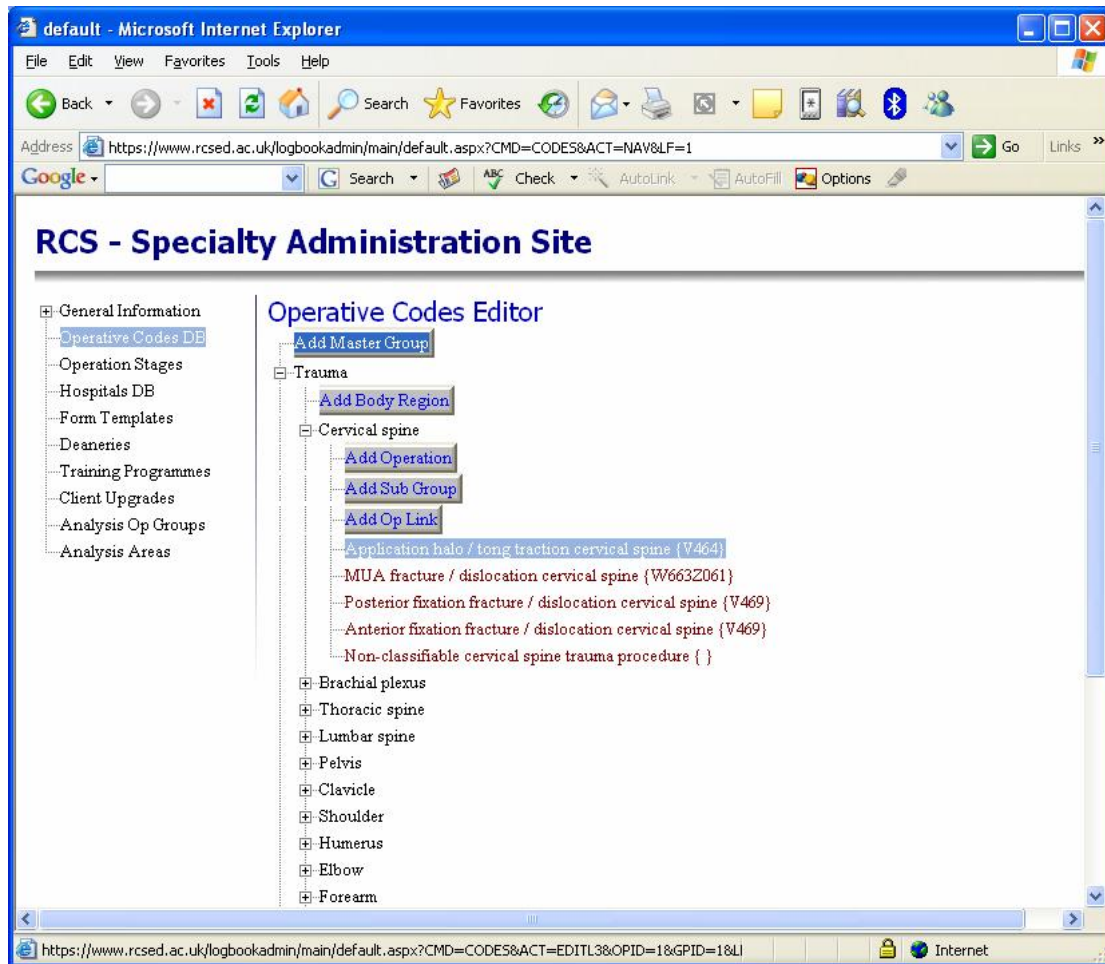 default - Microsoft Internet Explorer
File Edit View Favorites Tools Help
Back Search Favorites
Address https://www.rcsed.ac.uk/logbookadmin/main/default.aspx?CMD=CODES&ACT=NAV&LF=1 Go Links »
Google Search ABC Check AutoLink AutoFill Options
RCS - Specialty Administration Site
General Information
Operative Codes DB
Operation Stages
Hospitals DB
Form Templates
Deaneries
Training Programmes
Client Upgrades
Analysis Op Groups
Analysis Areas
Operative Codes Editor
Add Master Group
Trauma
Add Body Region
Cervical spine
Add Operation
Add Sub Group
Add Op Link
Application halo / tong traction cervical spine {V464}
MUA fracture / dislocation cervical spine {W663Z061}
Posterior fixation fracture / dislocation cervical spine {V469}
Anterior fixation fracture / dislocation cervical spine {V469}
Non-classifiable cervical spine trauma procedure { }
Brachial plexus
Thoracic spine
Lumbar spine
Pelvis
Clavicle
Shoulder
Humerus
Elbow
Forearm
https://www.rcsed.ac.uk/logbookadmin/main/default.aspx?CMD=CODES&ACT=EDITL3&OPID=1&GPID=1&LI Internet